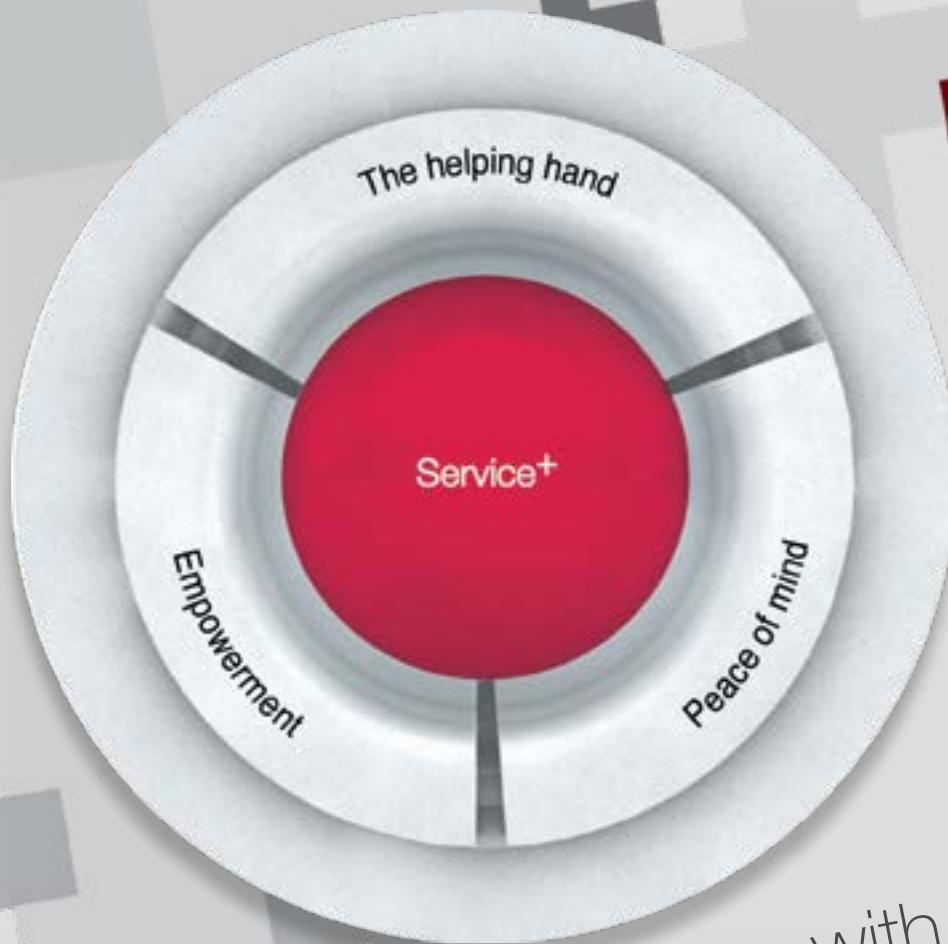 The helping hand
Service⁺
Empowerment
Peace of mind
with